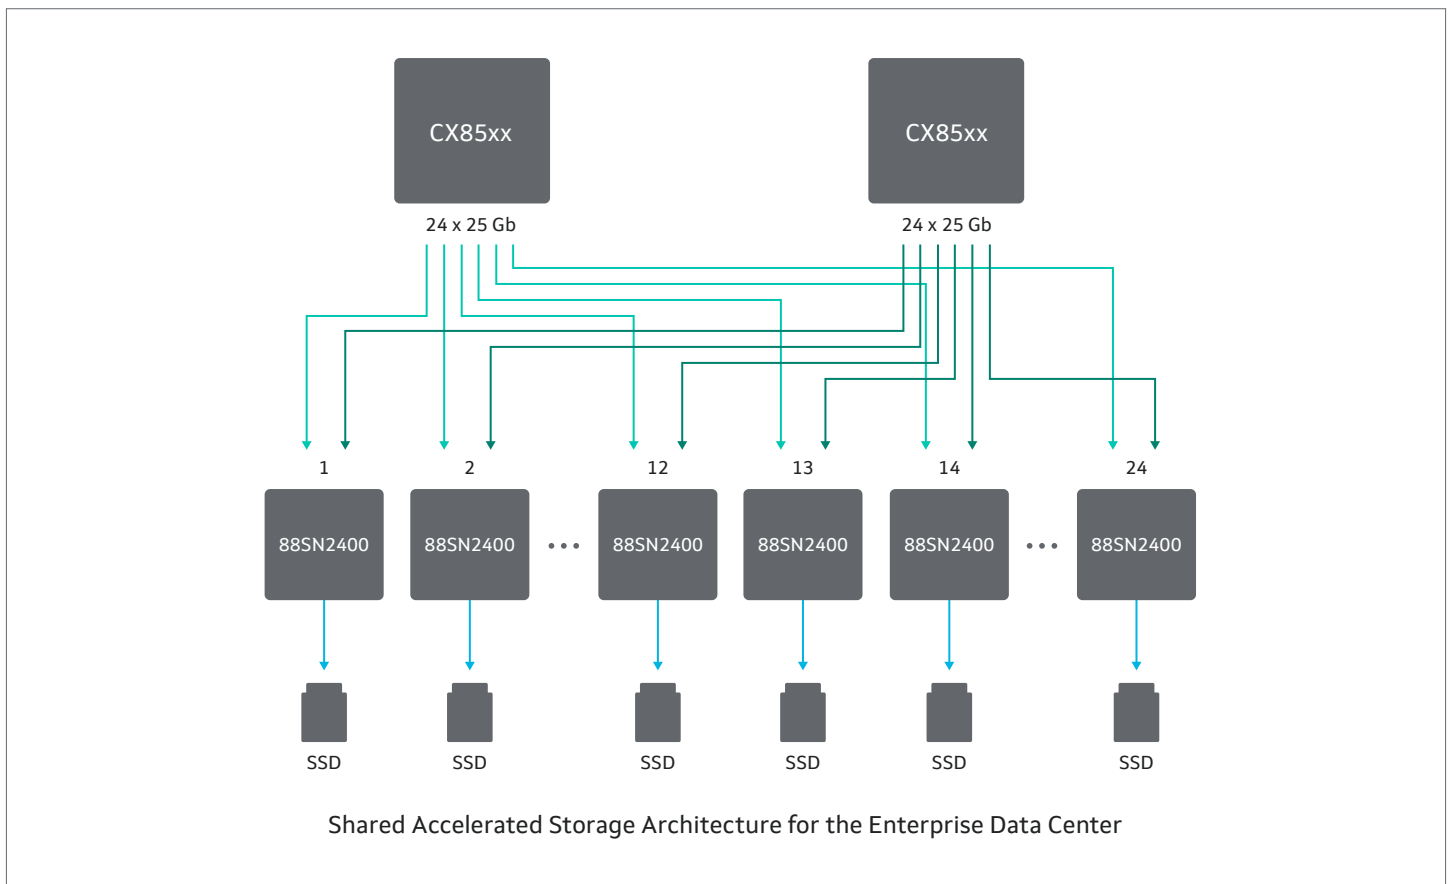 CX85xx
CX85xx
24 x 25 Gb
24 x 25 Gb
1
2
12
13
14
24
88SN2400
88SN2400
88SN2400
88SN2400
88SN2400
88SN2400
SSD
SSD
SSD
SSD
SSD
SSD
Shared Accelerated Storage Architecture for the Enterprise Data Center